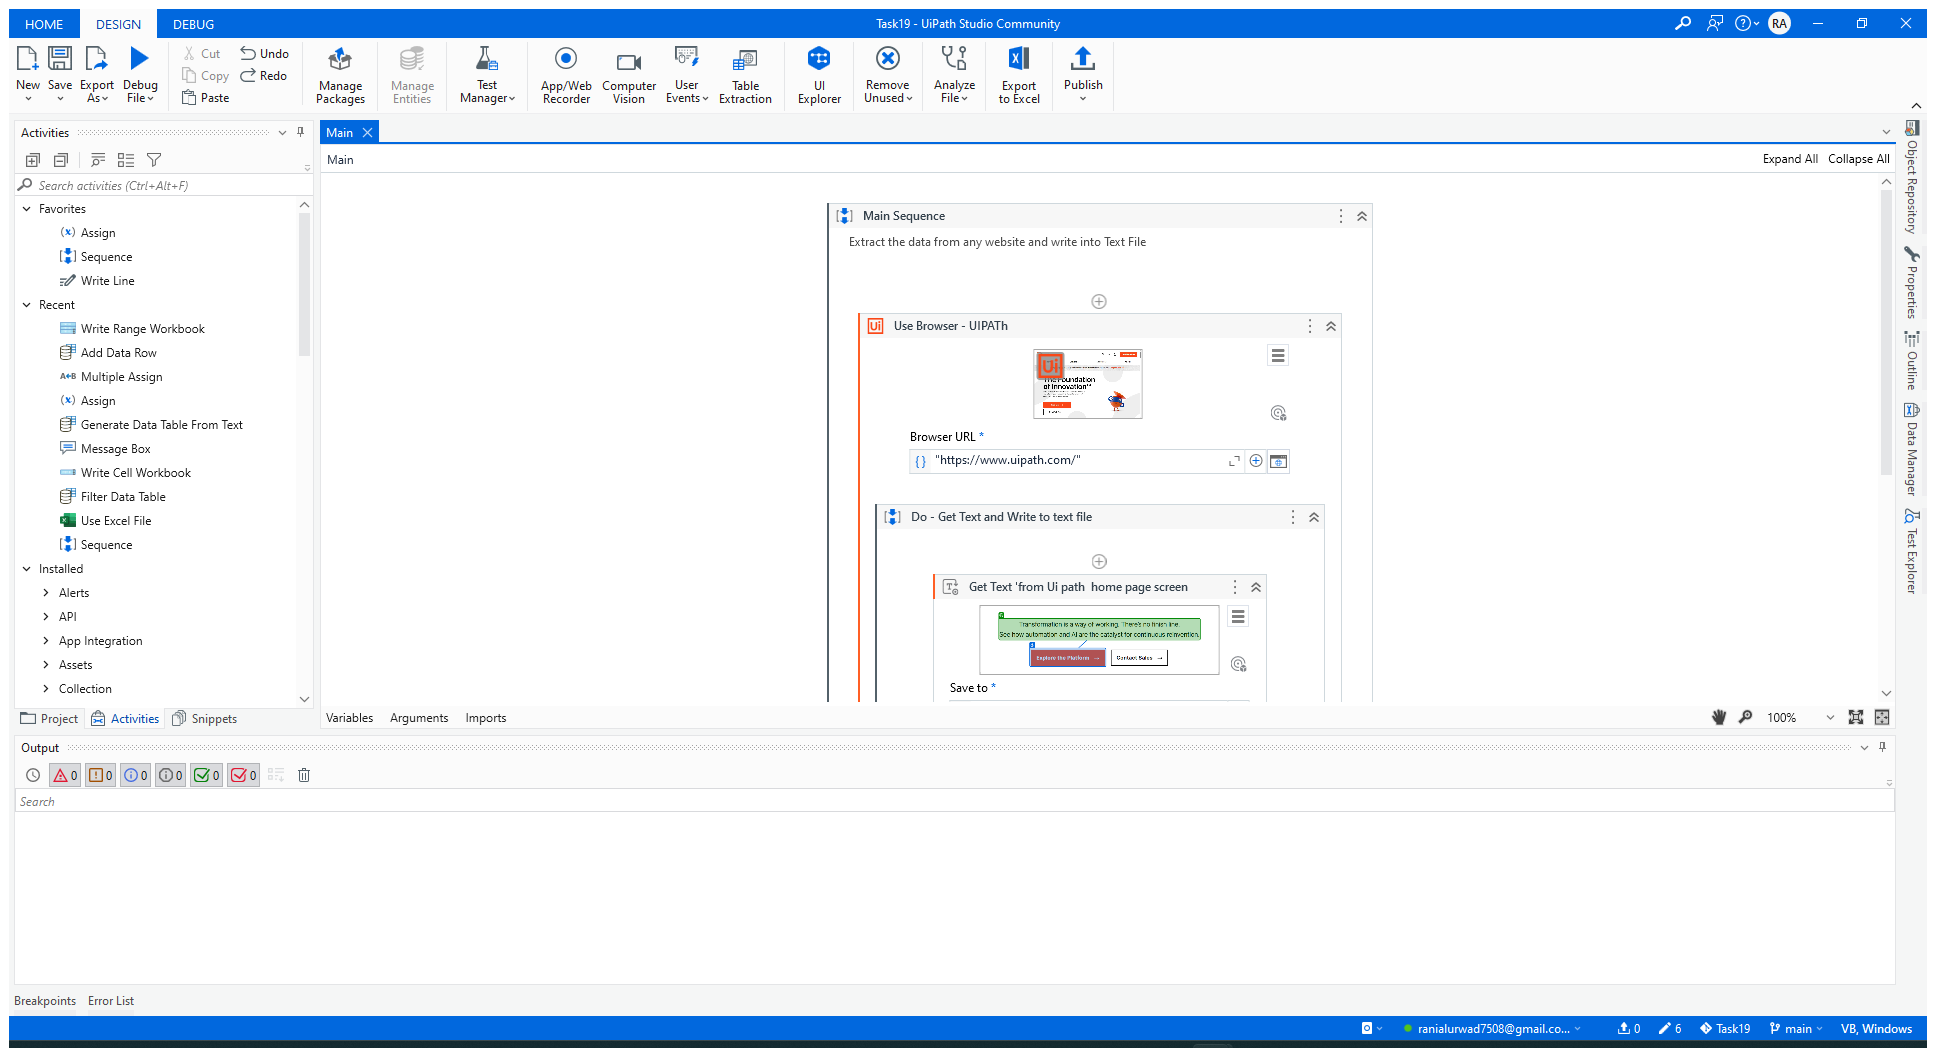 HOME DESIGN DEBUG Task19 - UiPath Studio Community RA
New Save Export As Debug File Cut Copy Paste Undo Redo
Manage Packages Manage Entities Test Manager App/Web Recorder Computer Vision User Events Table Extraction UI Explorer Remove Unused Analyze File Export to Excel Publish
Activities
Main
Main
Expand All Collapse All
Search activities (Ctrl+Alt+F)
Favorites
Assign
Sequence
Write Line
Recent
Write Range Workbook
Add Data Row
Multiple Assign
Assign
Generate Data Table From Text
Message Box
Write Cell Workbook
Filter Data Table
Use Excel File
Sequence
Installed
Alerts
API
App Integration
Assets
Collection
Project Activities Snippets
Main Sequence
Extract the data from any website and write into Text File
Ui Use Browser - UIPATh
Ui
The Foundation
of Innovation
Browser URL *
{ } "https://www.uipath.com/"
Do - Get Text and Write to text file
Get Text 'from Ui path home page screen
Transformation is a way of working. There's no finish line.
See how automation and AI are the catalyst for continuous reinvention.
Explore the Platform → Contact Sales →
Save to *
Variables Arguments Imports
100%
Object Repository
Properties
Outline
Data Manager
Test Explorer
Output
0 0 0 0 0 0
Search
Breakpoints Error List
ranialurwad7508@gmail.co... 0 6 Task19 main VB, Windows